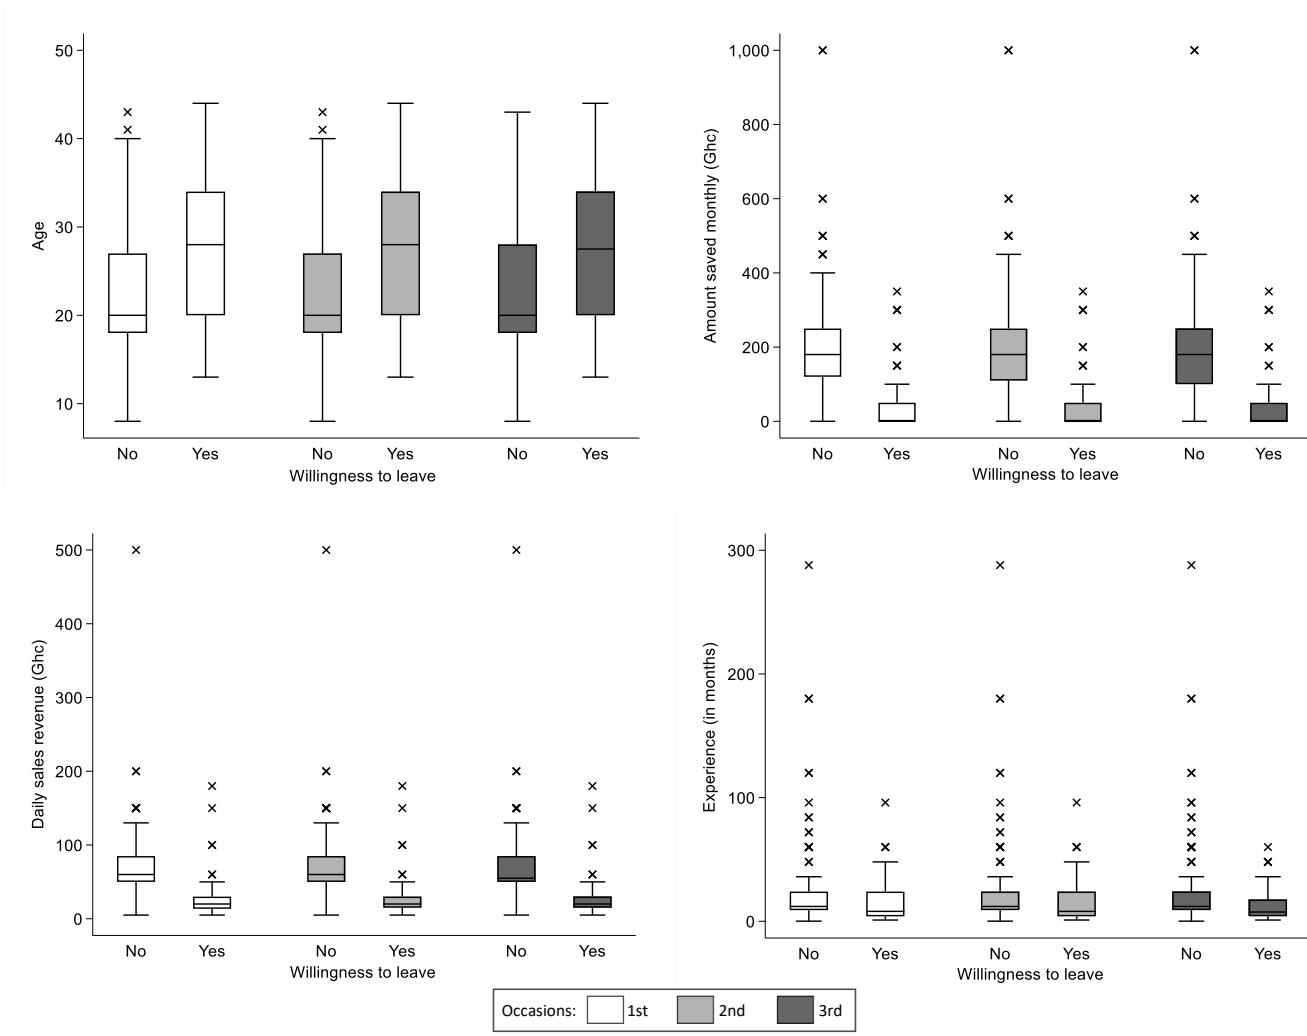 50
40
30
20
10
Age
No Yes No Yes No Yes
Willingness to leave
1,000
800
600
400
200
0
Amount saved monthly (Ghc)
No Yes No Yes No Yes
Willingness to leave
500
400
300
200
100
0
Daily sales revenue (Ghc)
No Yes No Yes No Yes
Willingness to leave
300
200
100
0
Experience (in months)
No Yes No Yes No Yes
Willingness to leave
Occasions: 1st 2nd 3rd